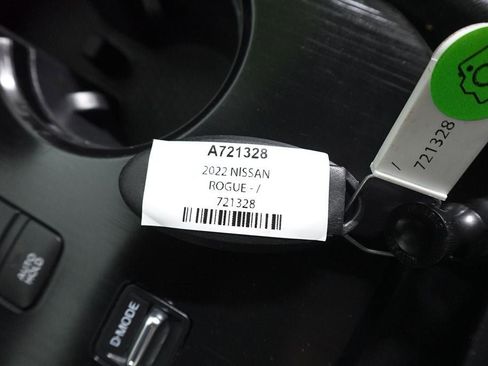 A721328
2022 NISSAN
ROGUE - /
721328
/
721328
AUTO
HOLD
D-MODE